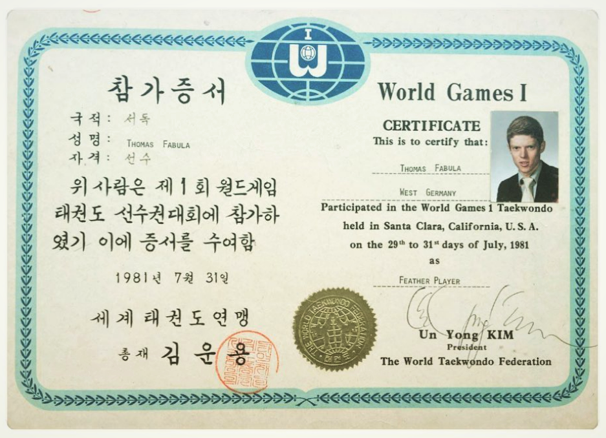 I
W
참가증서
국적: 서독
성명: THOMAS FABULA
자격: 선수
위 사람은 제1회 월드게임
태권도 선수권대회에 참가하
였기 이에 증서를 수여함
1981년 7월 31일
세계태권도연맹
총재 김운용
World Games I
CERTIFICATE
This is to certify that:
THOMAS FABULA
WEST GERMANY
Participated in the World Games 1 Taekwondo
held in Santa Clara, California, U. S. A.
on the 29th to 31st days of July, 1981
as
FEATHER PLAYER
Un Yong KIM
President
The World Taekwondo Federation